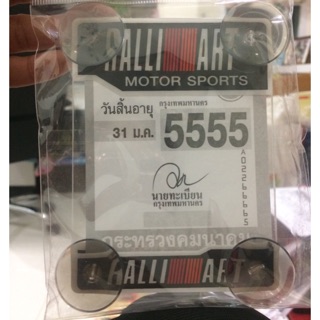 RALLI ART
MOTOR SPORTS
กรุงเทพมหานคร
วันสิ้นอายุ
31 ม.ค.
5555
นายทะเบียน
กรุงเทพมหานคร
กระทรวงคมนาคม
RALLI ART